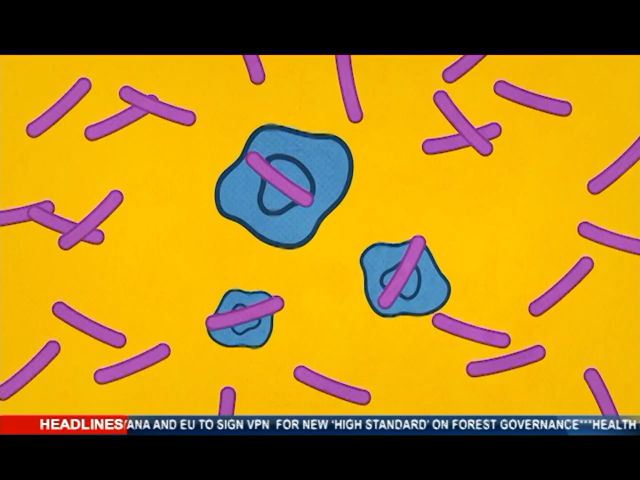 HEADLINES/ANA AND EU TO SIGN VPN FOR NEW 'HIGH STANDARD' ON FOREST GOVERNANCE***HEALTH